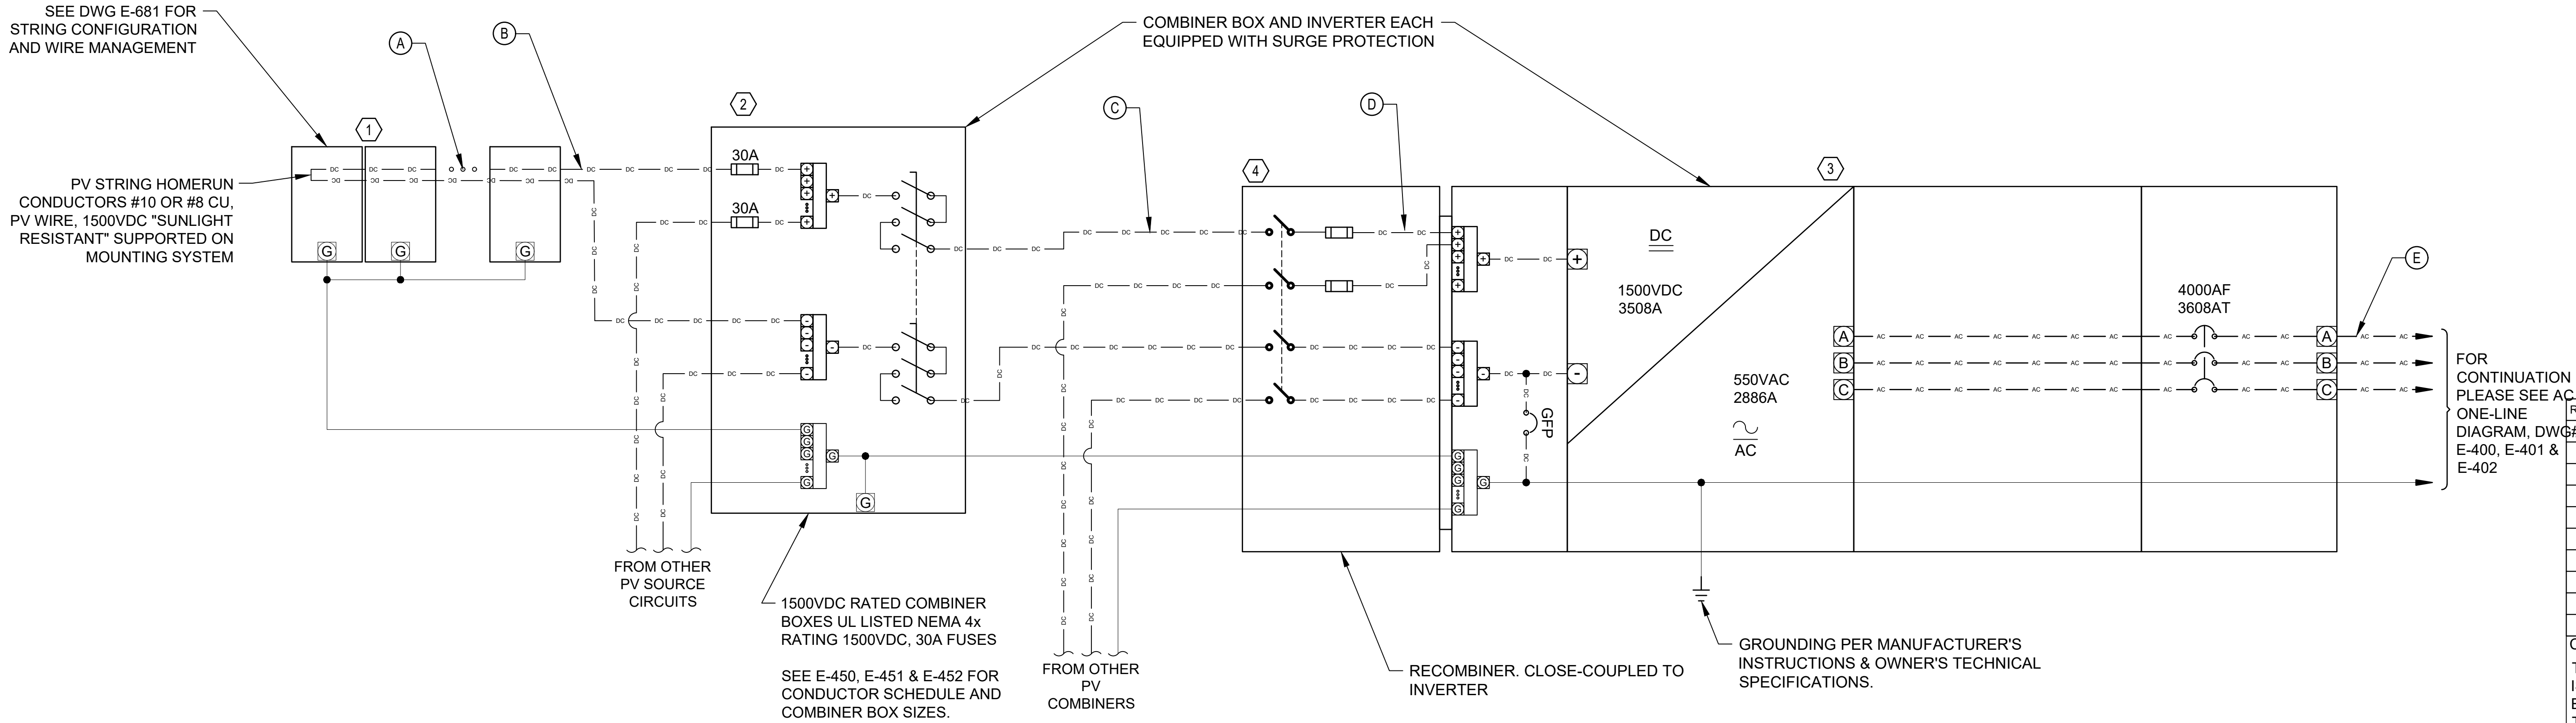 SEE DWG E-681 FOR
STRING CONFIGURATION
AND WIRE MANAGEMENT
A
B
COMBINER BOX AND INVERTER EACH
EQUIPPED WITH SURGE PROTECTION
1
2
C
D
4
3
PV STRING HOMERUN
CONDUCTORS #10 OR #8 CU,
PV WIRE, 1500VDC "SUNLIGHT
RESISTANT" SUPPORTED ON
MOUNTING SYSTEM
G G G
30A
30A
DC
1500VDC
3508A
550VAC
2886A
AC
GFP
A
B
C
4000AF
3608AT
A
B
C
E
FOR
CONTINUATION
PLEASE SEE AC
ONE-LINE
DIAGRAM, DWG#
E-400, E-401 &
E-402
G
FROM OTHER
PV SOURCE
CIRCUITS
1500VDC RATED COMBINER
BOXES UL LISTED NEMA 4x
RATING 1500VDC, 30A FUSES
SEE E-450, E-451 & E-452 FOR
CONDUCTOR SCHEDULE AND
COMBINER BOX SIZES.
FROM OTHER
PV
COMBINERS
RECOMBINER. CLOSE-COUPLED TO
INVERTER
GROUNDING PER MANUFACTURER'S
INSTRUCTIONS & OWNER'S TECHNICAL
SPECIFICATIONS.